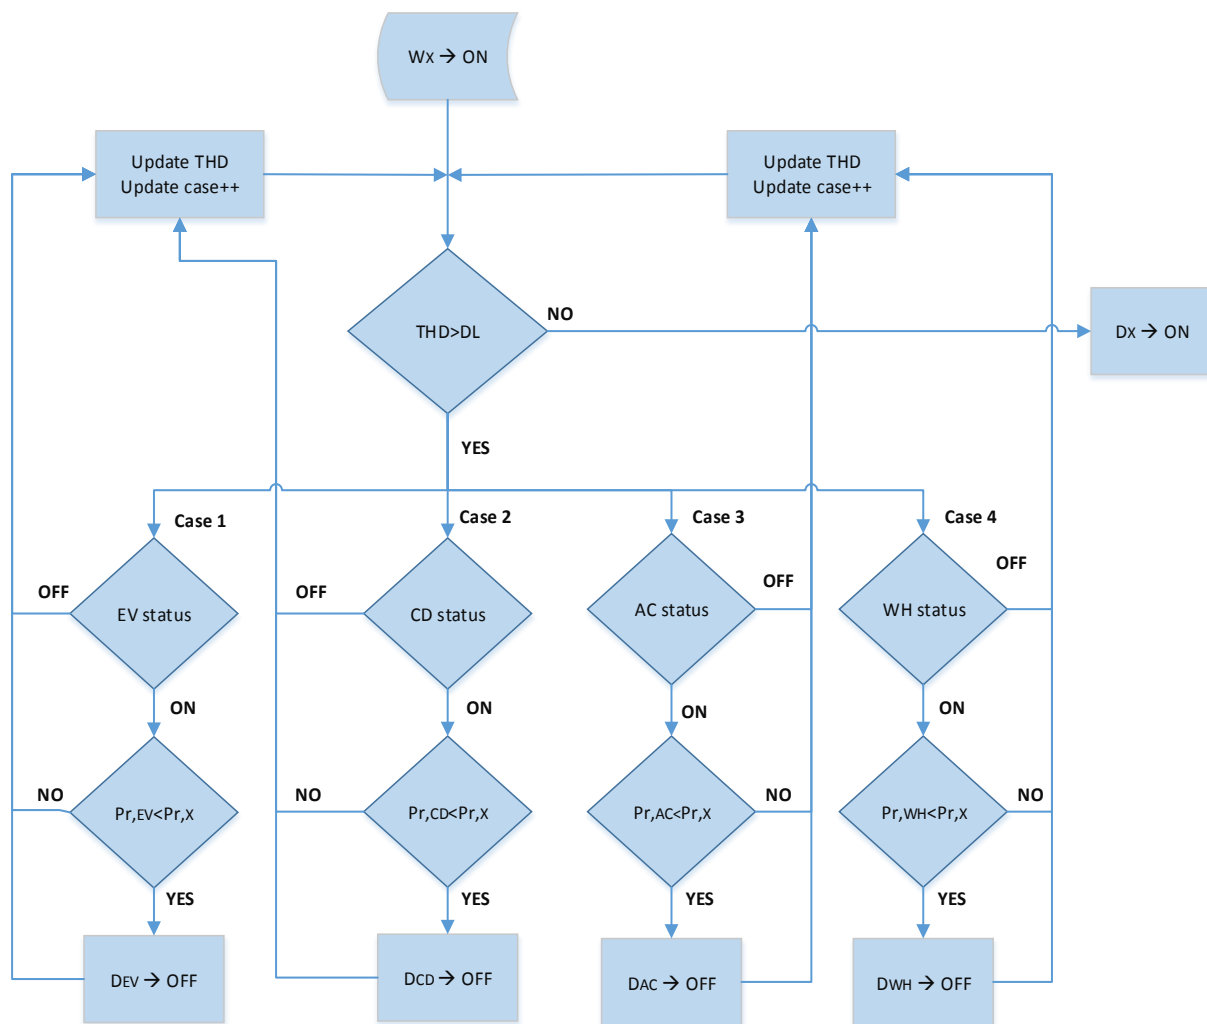 Wx → ON
Update THD
Update case++
Update THD
Update case++
THD>DL
NO
Dx → ON
YES
Case 1
Case 2
Case 3
Case 4
OFF
EV status
OFF
CD status
AC status
OFF
WH status
OFF
ON
ON
ON
ON
NO
Pr,EV<Pr,X
NO
Pr,CD<Pr,X
Pr,AC<Pr,X
NO
Pr,WH<Pr,X
NO
YES
YES
YES
YES
DEV → OFF
DCD → OFF
DAC → OFF
DWH → OFF